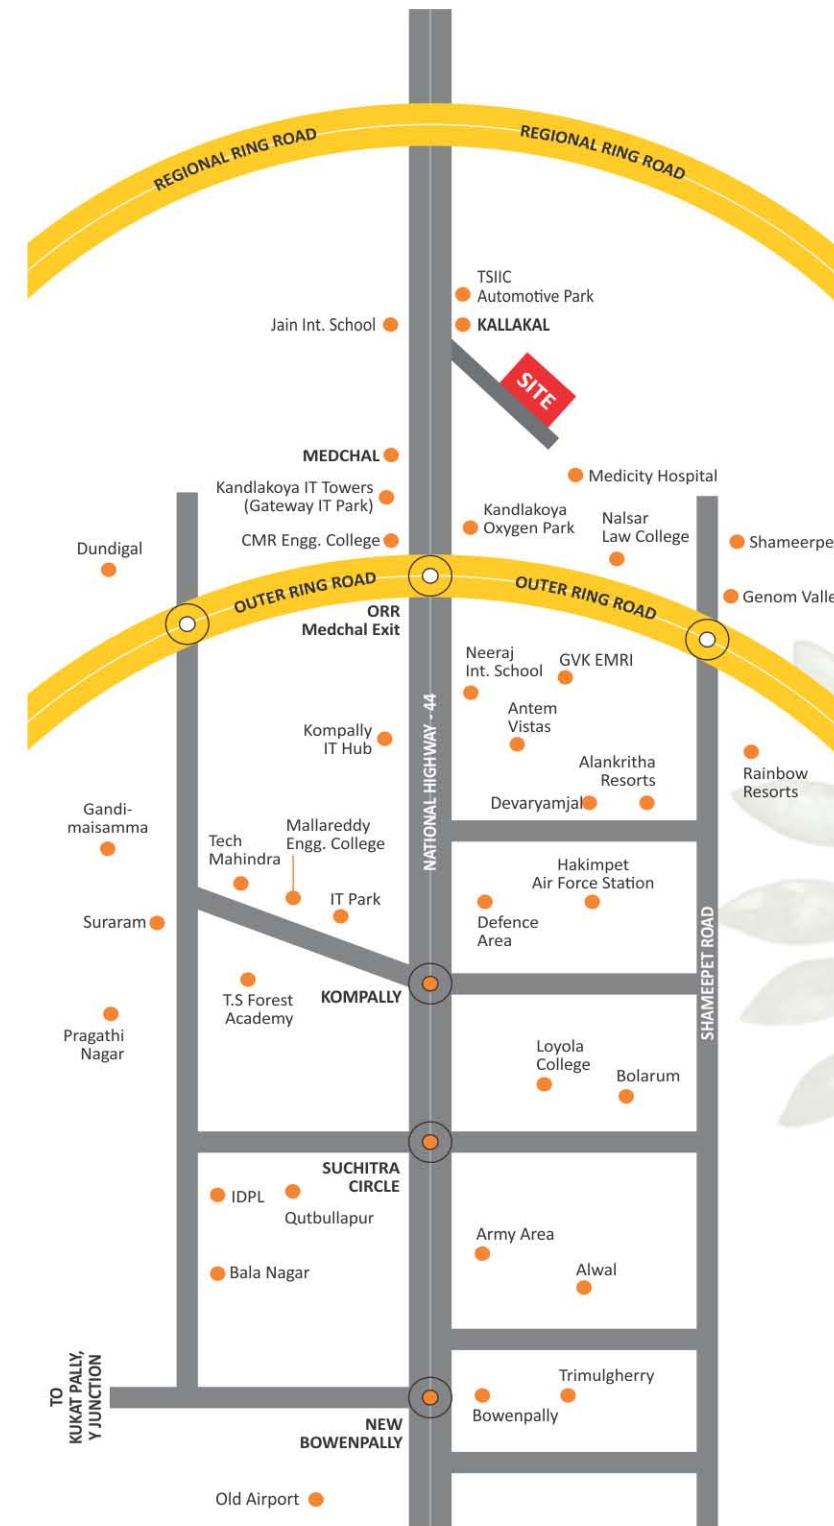 REGIONAL RING ROAD
REGIONAL RING ROAD
TSIIC
Automotive Park
Jain Int. School
KALLAKAL
SITE
MEDCHAL
Medicity Hospital
Kandlakoya IT Towers
(Gateway IT Park)
Kandlakoya
Oxygen Park
Nalsar
Law College
CMR Engg. College
Shameerpe
Dundigal
OUTER RING ROAD
OUTER RING ROAD
Genom Valle
ORR
Medchal Exit
Neeraj
Int. School
GVK EMRI
Antem
Vistas
Kompally
IT Hub
NATIONAL HIGHWAY - 44
Alankritha
Resorts
Rainbow
Resorts
Devaryamjal
Gandi-
maisamma
Tech
Mahindra
Mallareddy
Engg. College
IT Park
Hakimpet
Air Force Station
Defence
Area
Suraram
SHAMEEPET ROAD
KOMPALLY
T.S Forest
Academy
Pragathi
Nagar
Loyola
College
Bolarum
SUCHITRA
CIRCLE
IDPL
Qutbullapur
Army Area
Bala Nagar
Alwal
TO
KUKAT PALLY,
Y JUNCTION
Trimulgherry
Bowenpally
NEW
BOWENPALLY
Old Airport